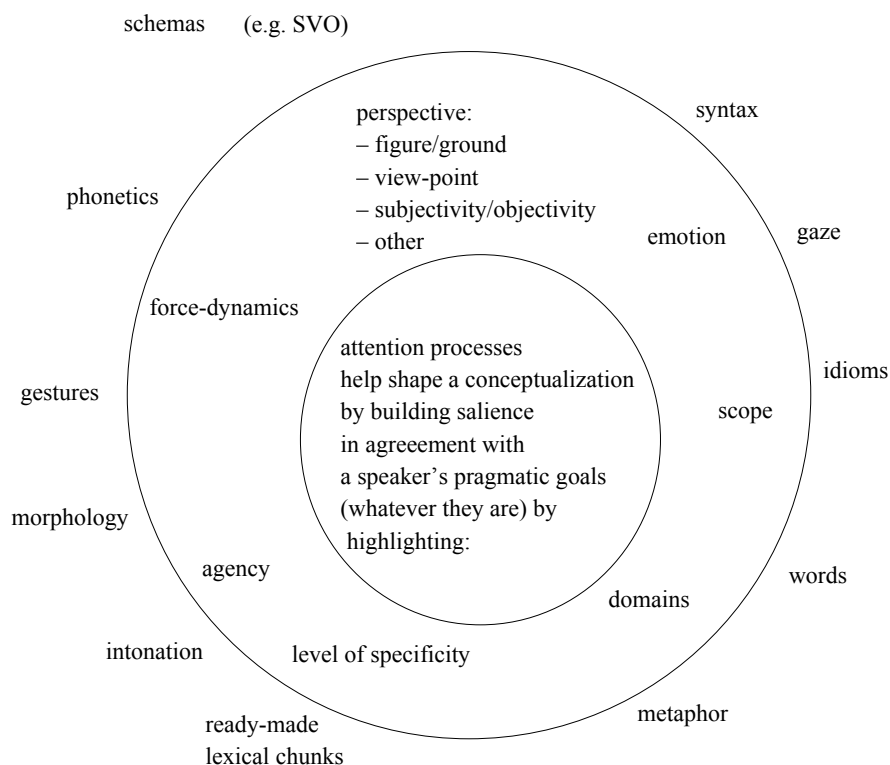 schemas (e.g. SVO)
syntax
perspective:
– figure/ground
– view-point
– subjectivity/objectivity
– other
phonetics
emotion
gaze
force-dynamics
attention processes
help shape a conceptualization
by building salience
in agreeement with
a speaker's pragmatic goals
(whatever they are) by
highlighting:
idioms
gestures
scope
morphology
agency
words
domains
intonation
level of specificity
metaphor
ready-made
lexical chunks